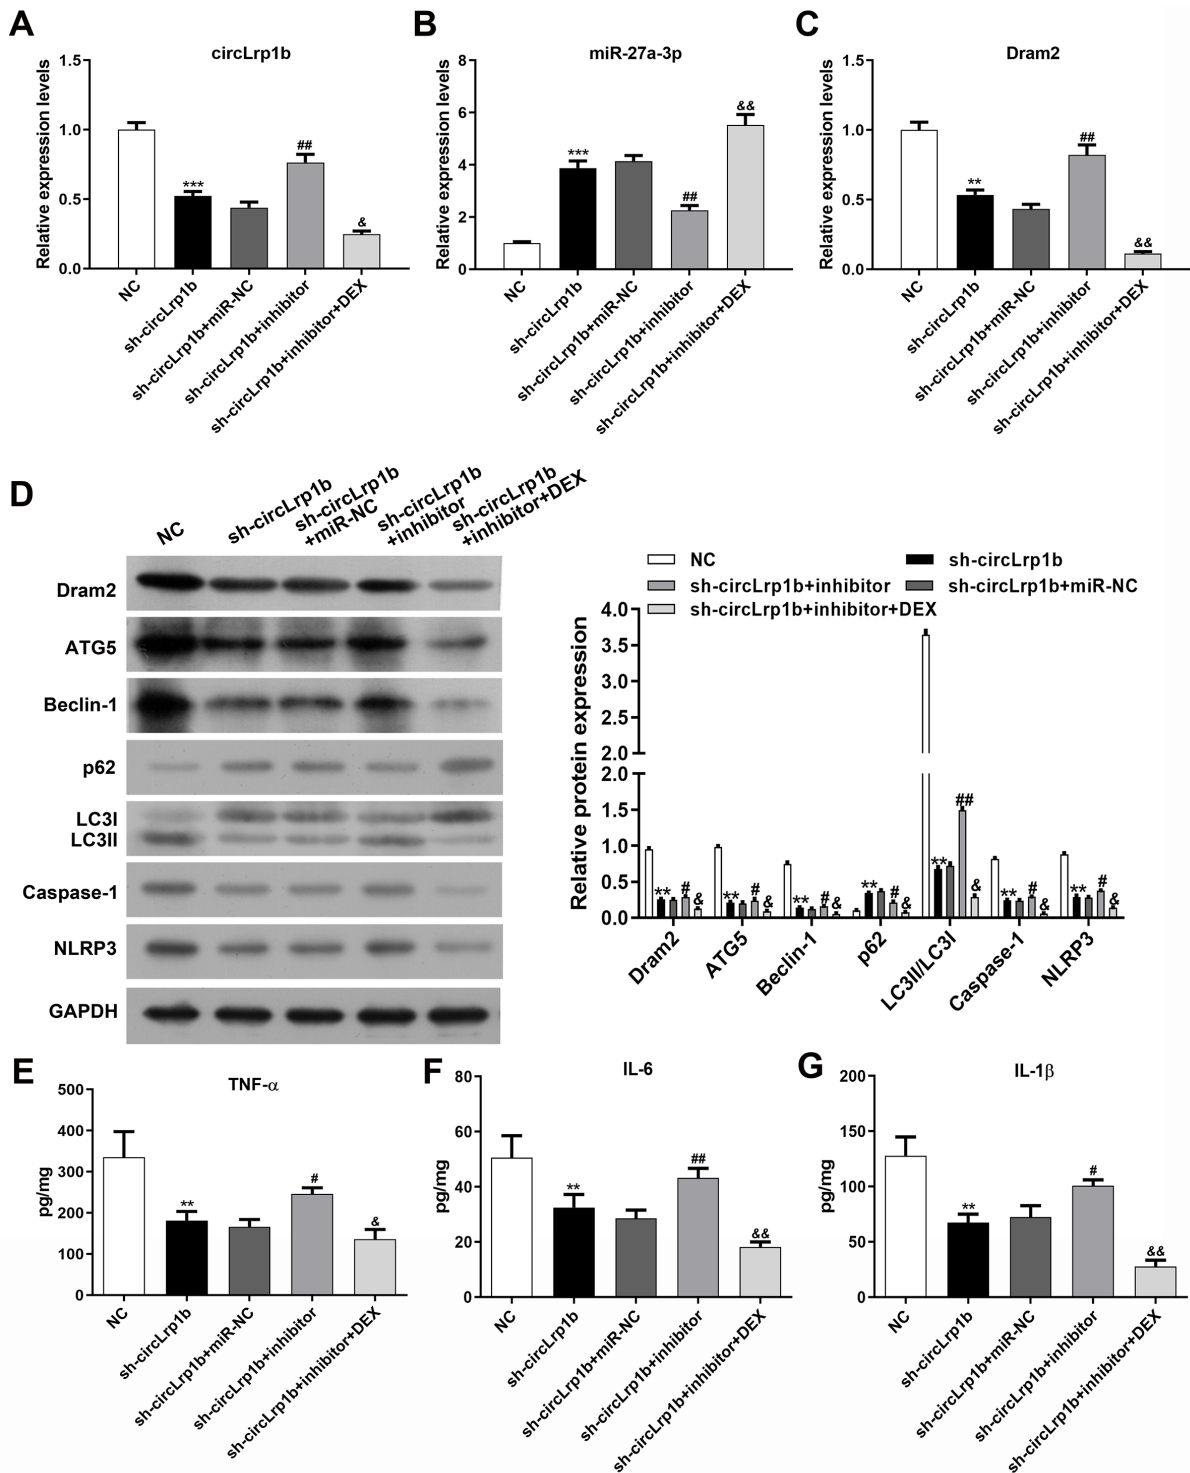 A
circLrp1b
Relative expression levels
1.5
1.0
0.5
0.0
***
##
&
NC
sh-circLrp1b
sh-circLrp1b+miR-NC
sh-circLrp1b+inhibitor
sh-circLrp1b+inhibitor+DEX
B
miR-27a-3p
Relative expression levels
8
6
4
2
0
***
##
&&
NC
sh-circLrp1b
sh-circLrp1b+miR-NC
sh-circLrp1b+inhibitor
sh-circLrp1b+inhibitor+DEX
C
Dram2
Relative expression levels
1.5
1.0
0.5
0.0
**
##
&&
NC
sh-circLrp1b
sh-circLrp1b+miR-NC
sh-circLrp1b+inhibitor
sh-circLrp1b+inhibitor+DEX
D
NC
sh-circLrp1b
sh-circLrp1b
+miR-NC
sh-circLrp1b
+inhibitor
sh-circLrp1b
+inhibitor+DEX
Dram2
ATG5
Beclin-1
p62
LC3I
LC3II
Caspase-1
NLRP3
GAPDH
NC
sh-circLrp1b
sh-circLrp1b+inhibitor
sh-circLrp1b+miR-NC
sh-circLrp1b+inhibitor+DEX
Relative protein expression
4.0
3.5
3.0
2.5
2.0
2.0
1.5
1.0
0.5
0.0
** # &
** # &
** # &
** # &
** ## &
** # &
** # &
Dram2
ATG5
Beclin-1
p62
LC3II/LC3I
Caspase-1
NLRP3
E
TNF-α
pg/mg
500
400
300
200
100
0
**
#
&
NC
sh-circLrp1b
sh-circLrp1b+miR-NC
sh-circLrp1b+inhibitor
sh-circLrp1b+inhibitor+DEX
F
IL-6
pg/mg
80
60
40
20
0
**
##
&&
NC
sh-circLrp1b
sh-circLrp1b+miR-NC
sh-circLrp1b+inhibitor
sh-circLrp1b+inhibitor+DEX
G
IL-1β
pg/mg
200
150
100
50
0
**
#
&&
NC
sh-circLrp1b
sh-circLrp1b+miR-NC
sh-circLrp1b+inhibitor
sh-circLrp1b+inhibitor+DEX